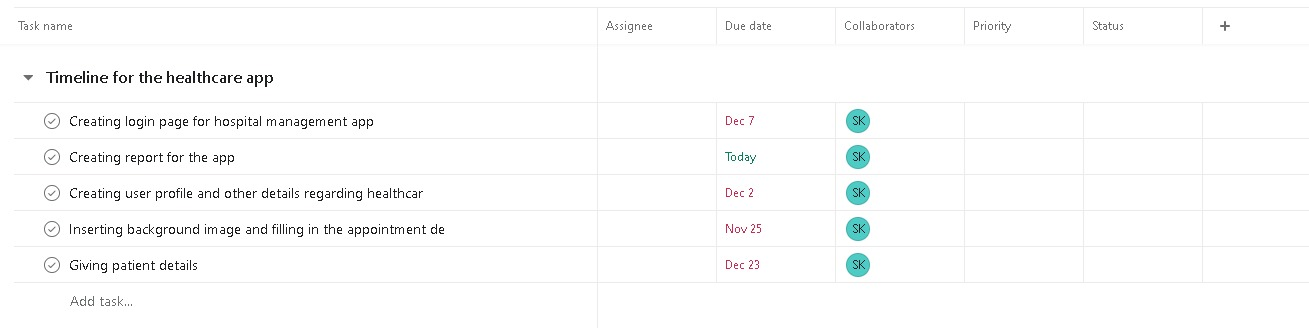 Task name Assignee Due date Collaborators Priority Status +
Timeline for the healthcare app
Creating login page for hospital management app Dec 7 SK
Creating report for the app Today SK
Creating user profile and other details regarding healthcar Dec 2 SK
Inserting background image and filling in the appointment de Nov 25 SK
Giving patient details Dec 23 SK
Add task...